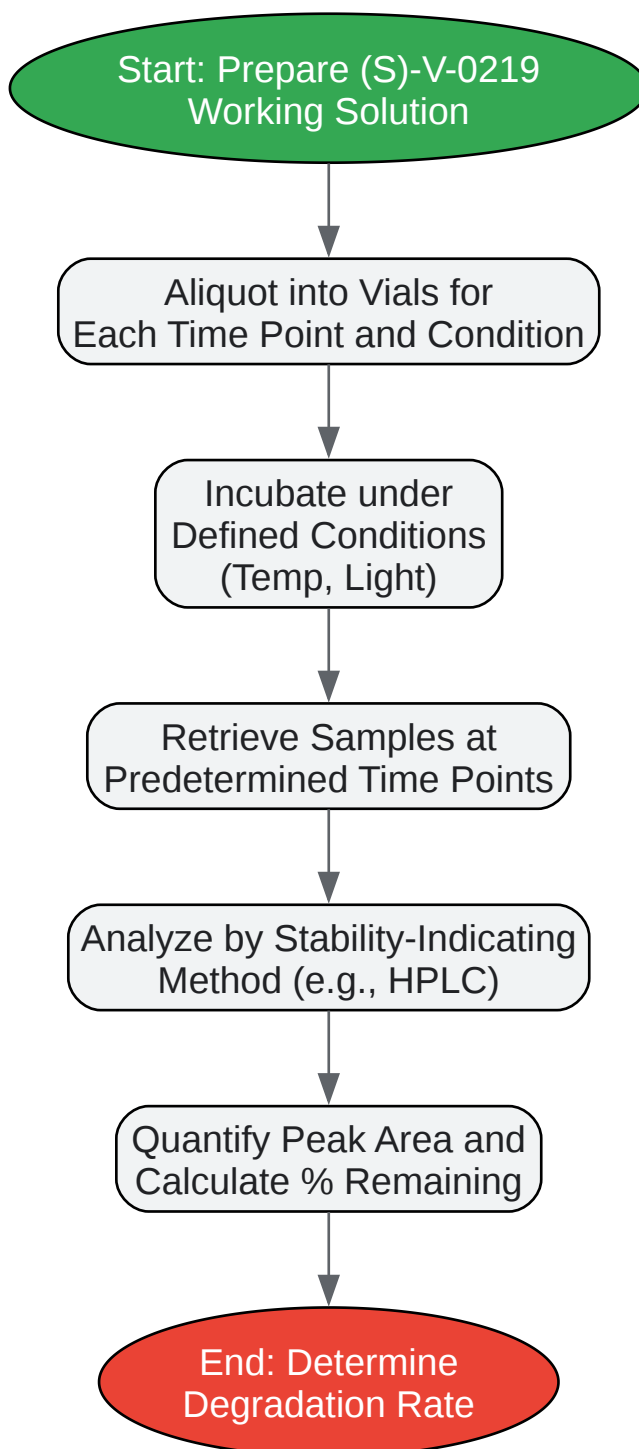 Start: Prepare (S)-V-0219
Working Solution
Aliquot into Vials for
Each Time Point and Condition
Incubate under
Defined Conditions
(Temp, Light)
Retrieve Samples at
Predetermined Time Points
Analyze by Stability-Indicating
Method (e.g., HPLC)
Quantify Peak Area and
Calculate % Remaining
End: Determine
Degradation Rate